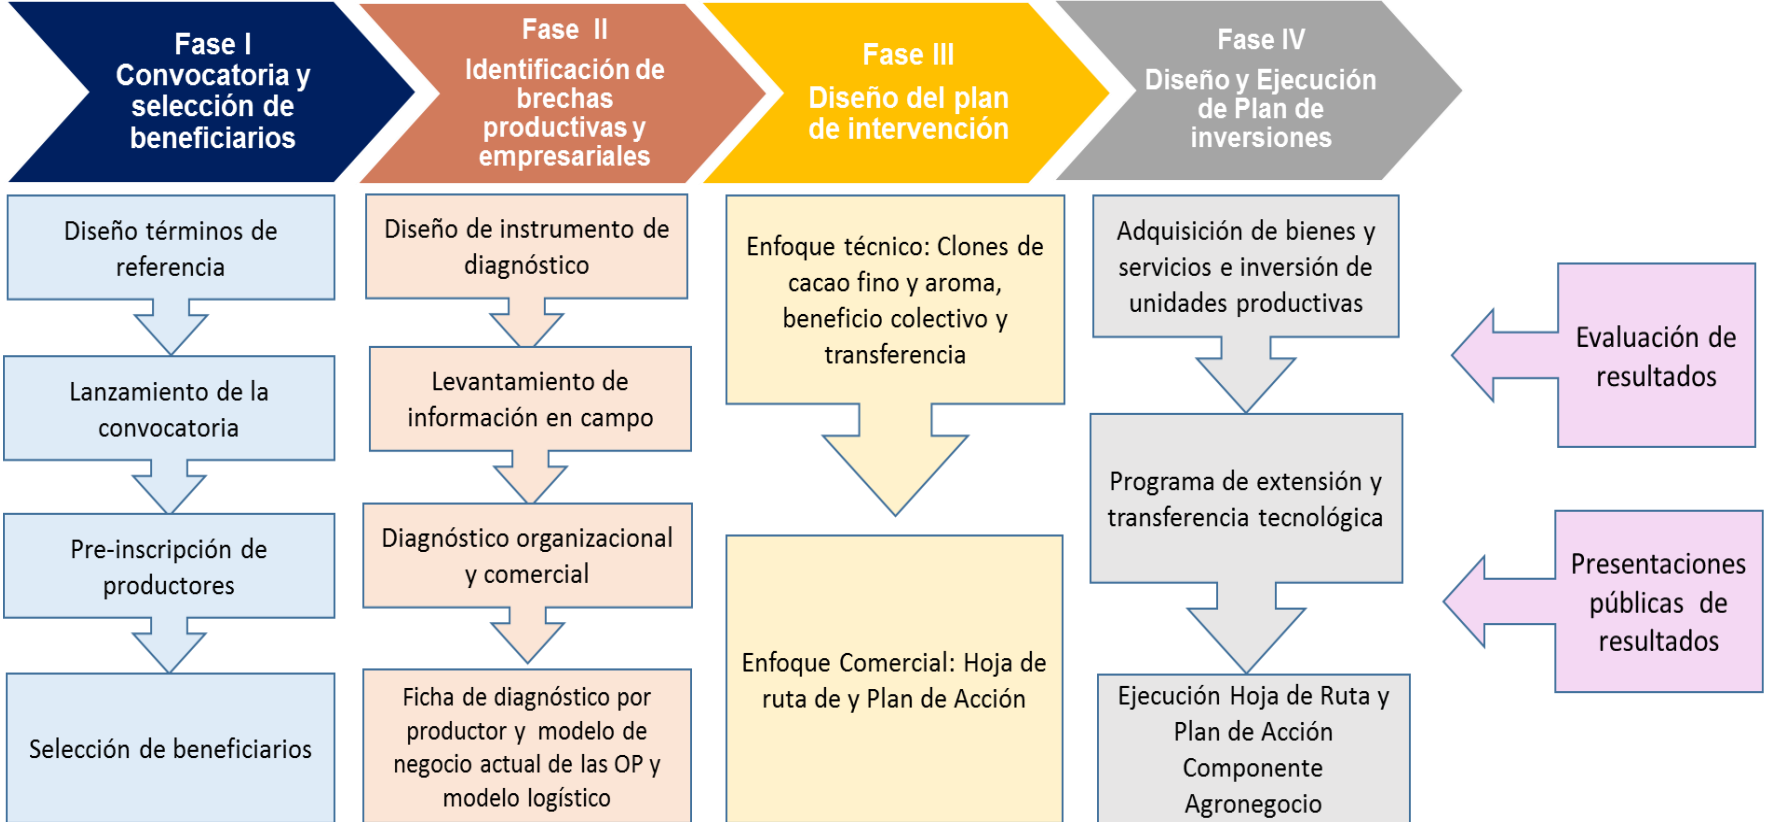 Fase I
Convocatoria y
selección de
beneficiarios
Fase II
Identificación de
brechas
productivas y
empresariales
Fase III
Diseño del plan
de intervención
Fase IV
Diseño y Ejecución
de Plan de
inversiones
Diseño términos de
referencia
Lanzamiento de la
convocatoria
Pre-inscripción de
productores
Selección de beneficiarios
Diseño de instrumento de
diagnóstico
Levantamiento de
información en campo
Diagnóstico organizacional
y comercial
Ficha de diagnóstico por
productor y modelo de
negocio actual de las OP y
modelo logístico
Enfoque técnico: Clones de
cacao fino y aroma,
beneficio colectivo y
transferencia
Enfoque Comercial: Hoja de
ruta de y Plan de Acción
Adquisición de bienes y
servicios e inversión de
unidades productivas
Programa de extensión y
transferencia tecnológica
Ejecución Hoja de Ruta y
Plan de Acción
Componente
Agronegocio
Evaluación de
resultados
Presentaciones
públicas de
resultados